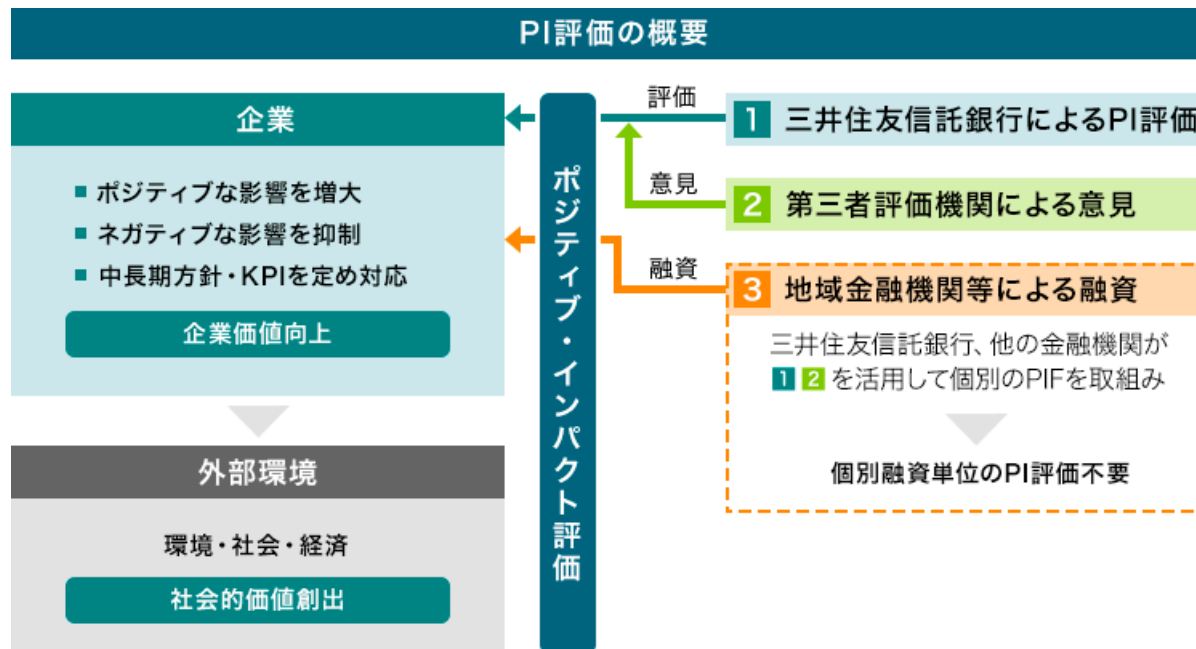 PI評価の概要
企業
■ ポジティブな影響を増大
■ ネガティブな影響を抑制
■ 中長期方針・KPIを定め対応
企業価値向上
外部環境
環境・社会・経済
社会的価値創出
ポジティブ・インパクト評価
評価
意見
融資
1 三井住友信託銀行によるPI評価
2 第三者評価機関による意見
3 地域金融機関等による融資
三井住友信託銀行、他の金融機関が
1 2 を活用して個別のPIFを取組み
個別融資単位のPI評価不要